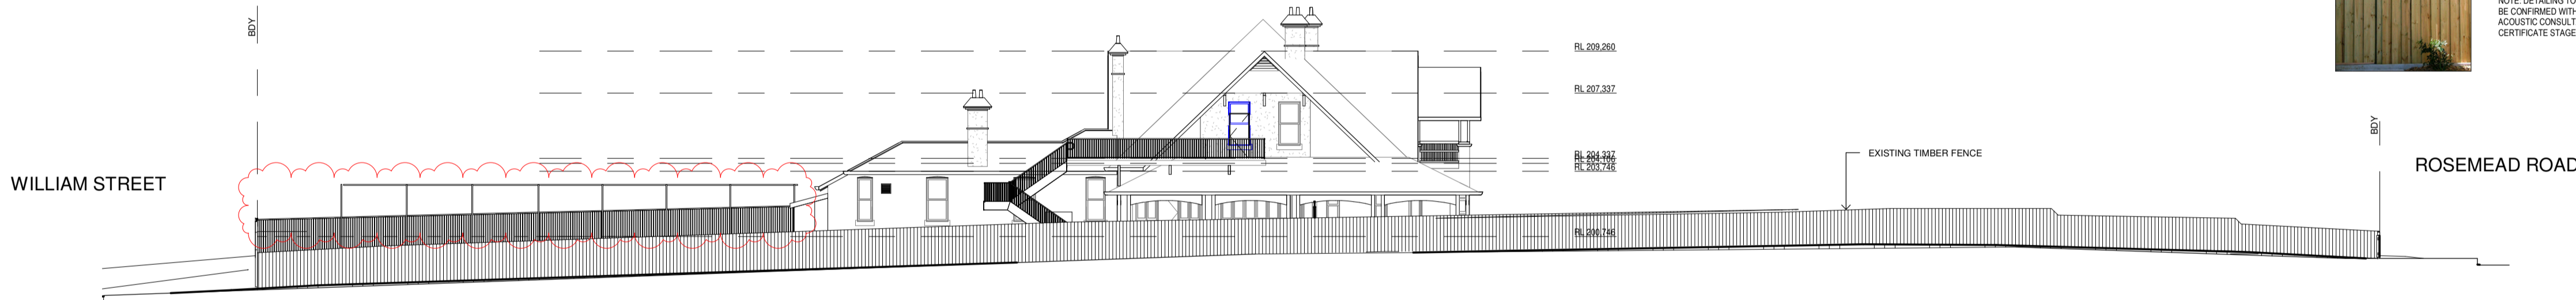 BDY
NOTE: DETAILING TO
BE CONFIRMED WITH
ACOUSTIC CONSULT
CERTIFICATE STAGE
RL 209,260
RL 207,337
BDY
RL 204,337
RL 203,746
EXISTING TIMBER FENCE
WILLIAM STREET
ROSEMEAD ROAD
RL 200,746